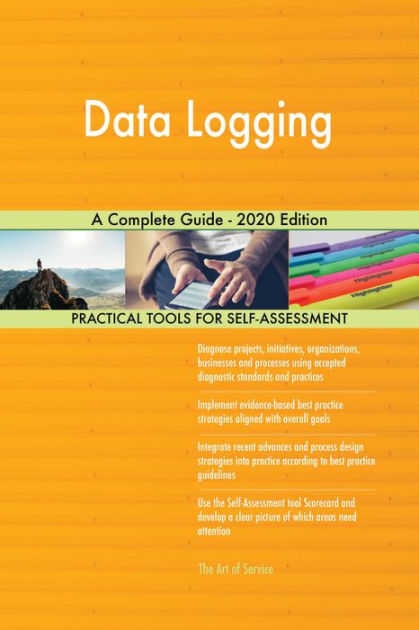 Data Logging
A Complete Guide - 2020 Edition
Highlighter
Highlighter
Highlighter
PRACTICAL TOOLS FOR SELF-ASSESSMENT
Diagnose projects, initiatives, organizations,
businesses and processes using accepted
diagnostic standards and practices
Implement evidence-based best practice
strategies aligned with overall goals
Integrate recent advances and process design
strategies into practice according to best practice
guidelines
Use the Self-Assessment tool Scorecard and
develop a clear picture of which areas need
attention
The Art of Service